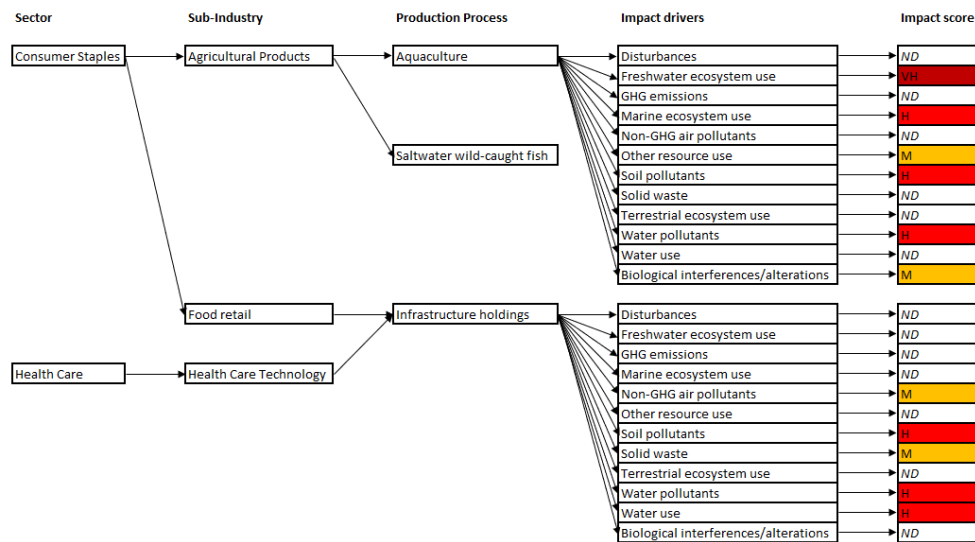 Sector Sub-Industry Production Process Impact drivers Impact score
Consumer Staples Agricultural Products Aquaculture Disturbances ND
Freshwater ecosystem use VH
GHG emissions ND
Marine ecosystem use H
Non-GHG air pollutants ND
Saltwater wild-caught fish Other resource use M
Soil pollutants H
Solid waste ND
Terrestrial ecosystem use ND
Water pollutants H
Water use ND
Biological interferences/alterations M
Food retail Infrastructure holdings Disturbances ND
Freshwater ecosystem use ND
GHG emissions ND
Health Care Health Care Technology Marine ecosystem use ND
Non-GHG air pollutants M
Other resource use ND
Soil pollutants H
Solid waste M
Terrestrial ecosystem use ND
Water pollutants H
Water use H
Biological interferences/alterations ND